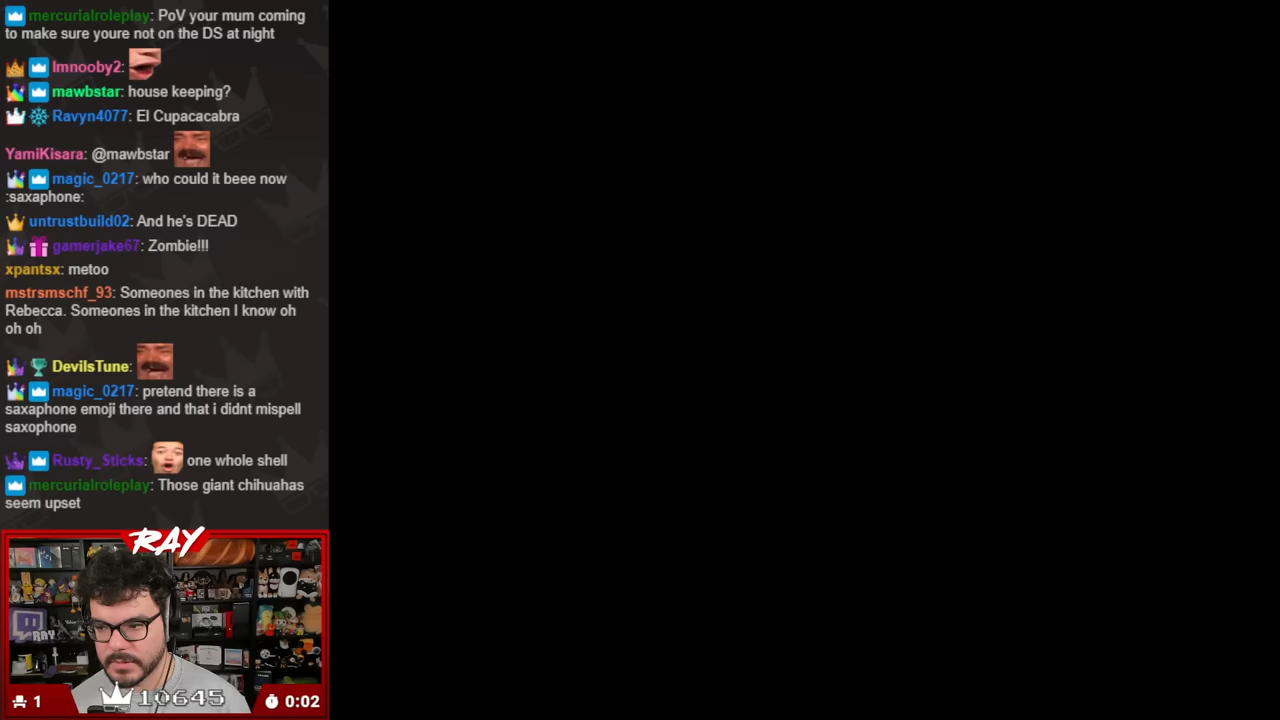 mercurialroleplay: PoV your mum coming
to make sure youre not on the DS at night
Imnooby2:
mawbstar: house keeping?
Ravyn4077: El Cupacacabra
YamiKisara: @mawbstar
magic_0217: who could it beee now
:saxaphone:
untrustbuild02: And he's DEAD
gamerjake67: Zombie!!!
xpantsx: metoo
mstrsmschf_93: Someones in the kitchen with
Rebecca. Someones in the kitchen I know oh
oh oh
DevilsTune:
magic_0217: pretend there is a
saxaphone emoji there and that i didnt mispell
saxophone
Rusty_Sticks: one whole shell
mercurialroleplay: Those giant chihuahas
seem upset
RAY
RAY
1
10645
0:02